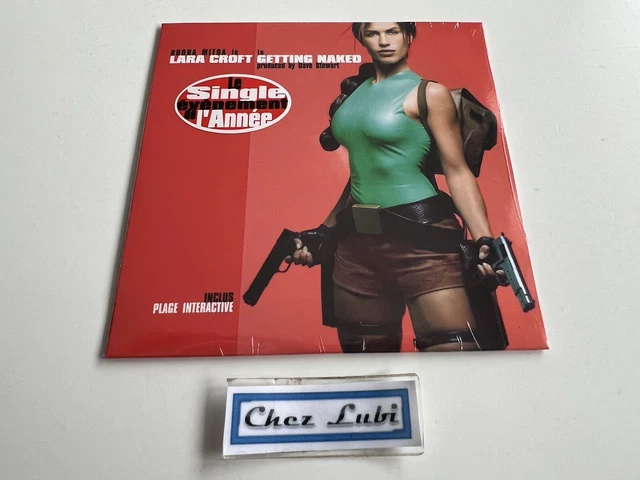 RHONA MITRA is in
LARA CROFT GETTING NAKED
produced by Dave Stewart
Le
Single
événement
de l'Année
INCLUS
PLAGE INTERACTIVE
Chez Lubi